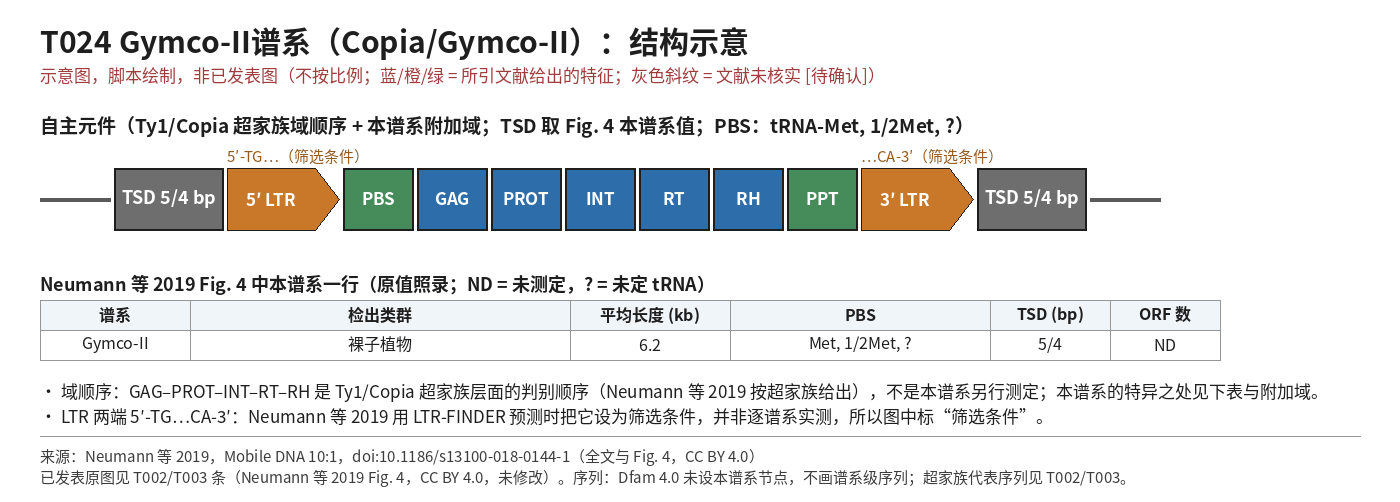 T024 Gymco-II谱系（Copia/Gymco-II）：结构示意
示意图，脚本绘制，非已发表图（不按比例；蓝/橙/绿 = 所引文献给出的特征；灰色斜纹 = 文献未核实 [待确认]）
自主元件（Ty1/Copia 超家族域顺序 + 本谱系附加域；TSD 取 Fig. 4 本谱系值；PBS：tRNA-Met, 1/2Met, ?）
5′-TG…（筛选条件） …CA-3′（筛选条件）
TSD 5/4 bp 5′ LTR PBS GAG PROT INT RT RH PPT 3′ LTR TSD 5/4 bp
Neumann 等 2019 Fig. 4 中本谱系一行（原值照录；ND = 未测定，? = 未定 tRNA）
谱系 检出类群 平均长度 (kb) PBS TSD (bp) ORF 数
Gymco-II 裸子植物 6.2 Met, 1/2Met, ? 5/4 ND
· 域顺序：GAG–PROT–INT–RT–RH 是 Ty1/Copia 超家族层面的判别顺序（Neumann 等 2019 按超家族给出），不是本谱系另行测定；本谱系的特异之处见下表与附加域。
· LTR 两端 5′-TG…CA-3′：Neumann 等 2019 用 LTR-FINDER 预测时把它设为筛选条件，并非逐谱系实测，所以图中标“筛选条件”。
来源：Neumann 等 2019，Mobile DNA 10:1，doi:10.1186/s13100-018-0144-1（全文与 Fig. 4，CC BY 4.0）
已发表原图见 T002/T003 条（Neumann 等 2019 Fig. 4，CC BY 4.0，未修改）。序列：Dfam 4.0 未设本谱系节点，不画谱系级序列；超家族代表序列见 T002/T003。